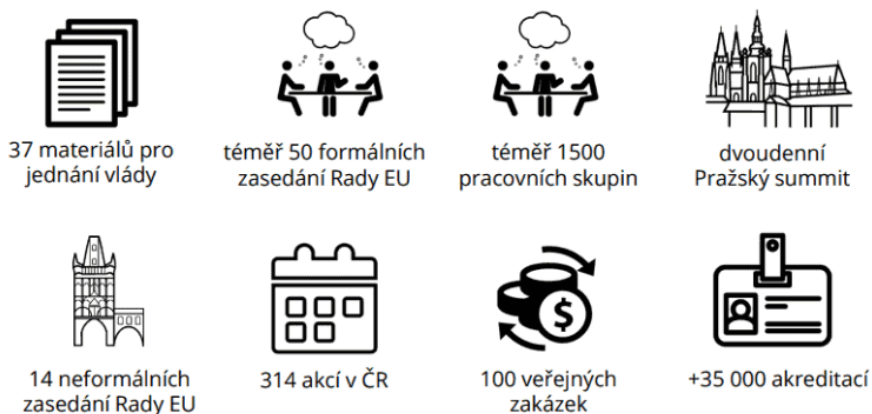 37 materiálů pro
jednání vlády
téměř 50 formálních
zasedání Rady EU
téměř 1500
pracovních skupin
dvoudenní
Pražský summit
14 neformálních
zasedání Rady EU
314 akcí v ČR
$
100 veřejných
zakázek
+35 000 akreditací